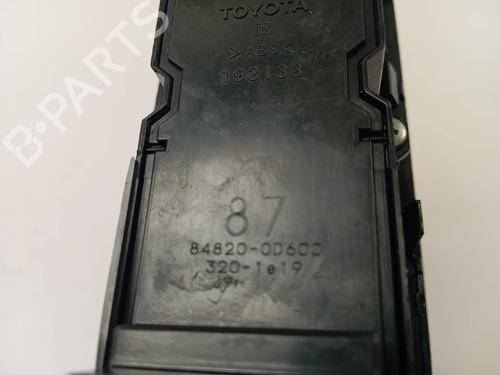 TOYOTA
>ABS<
193133
87
84820-0D600
320-1e19
B-PARTS